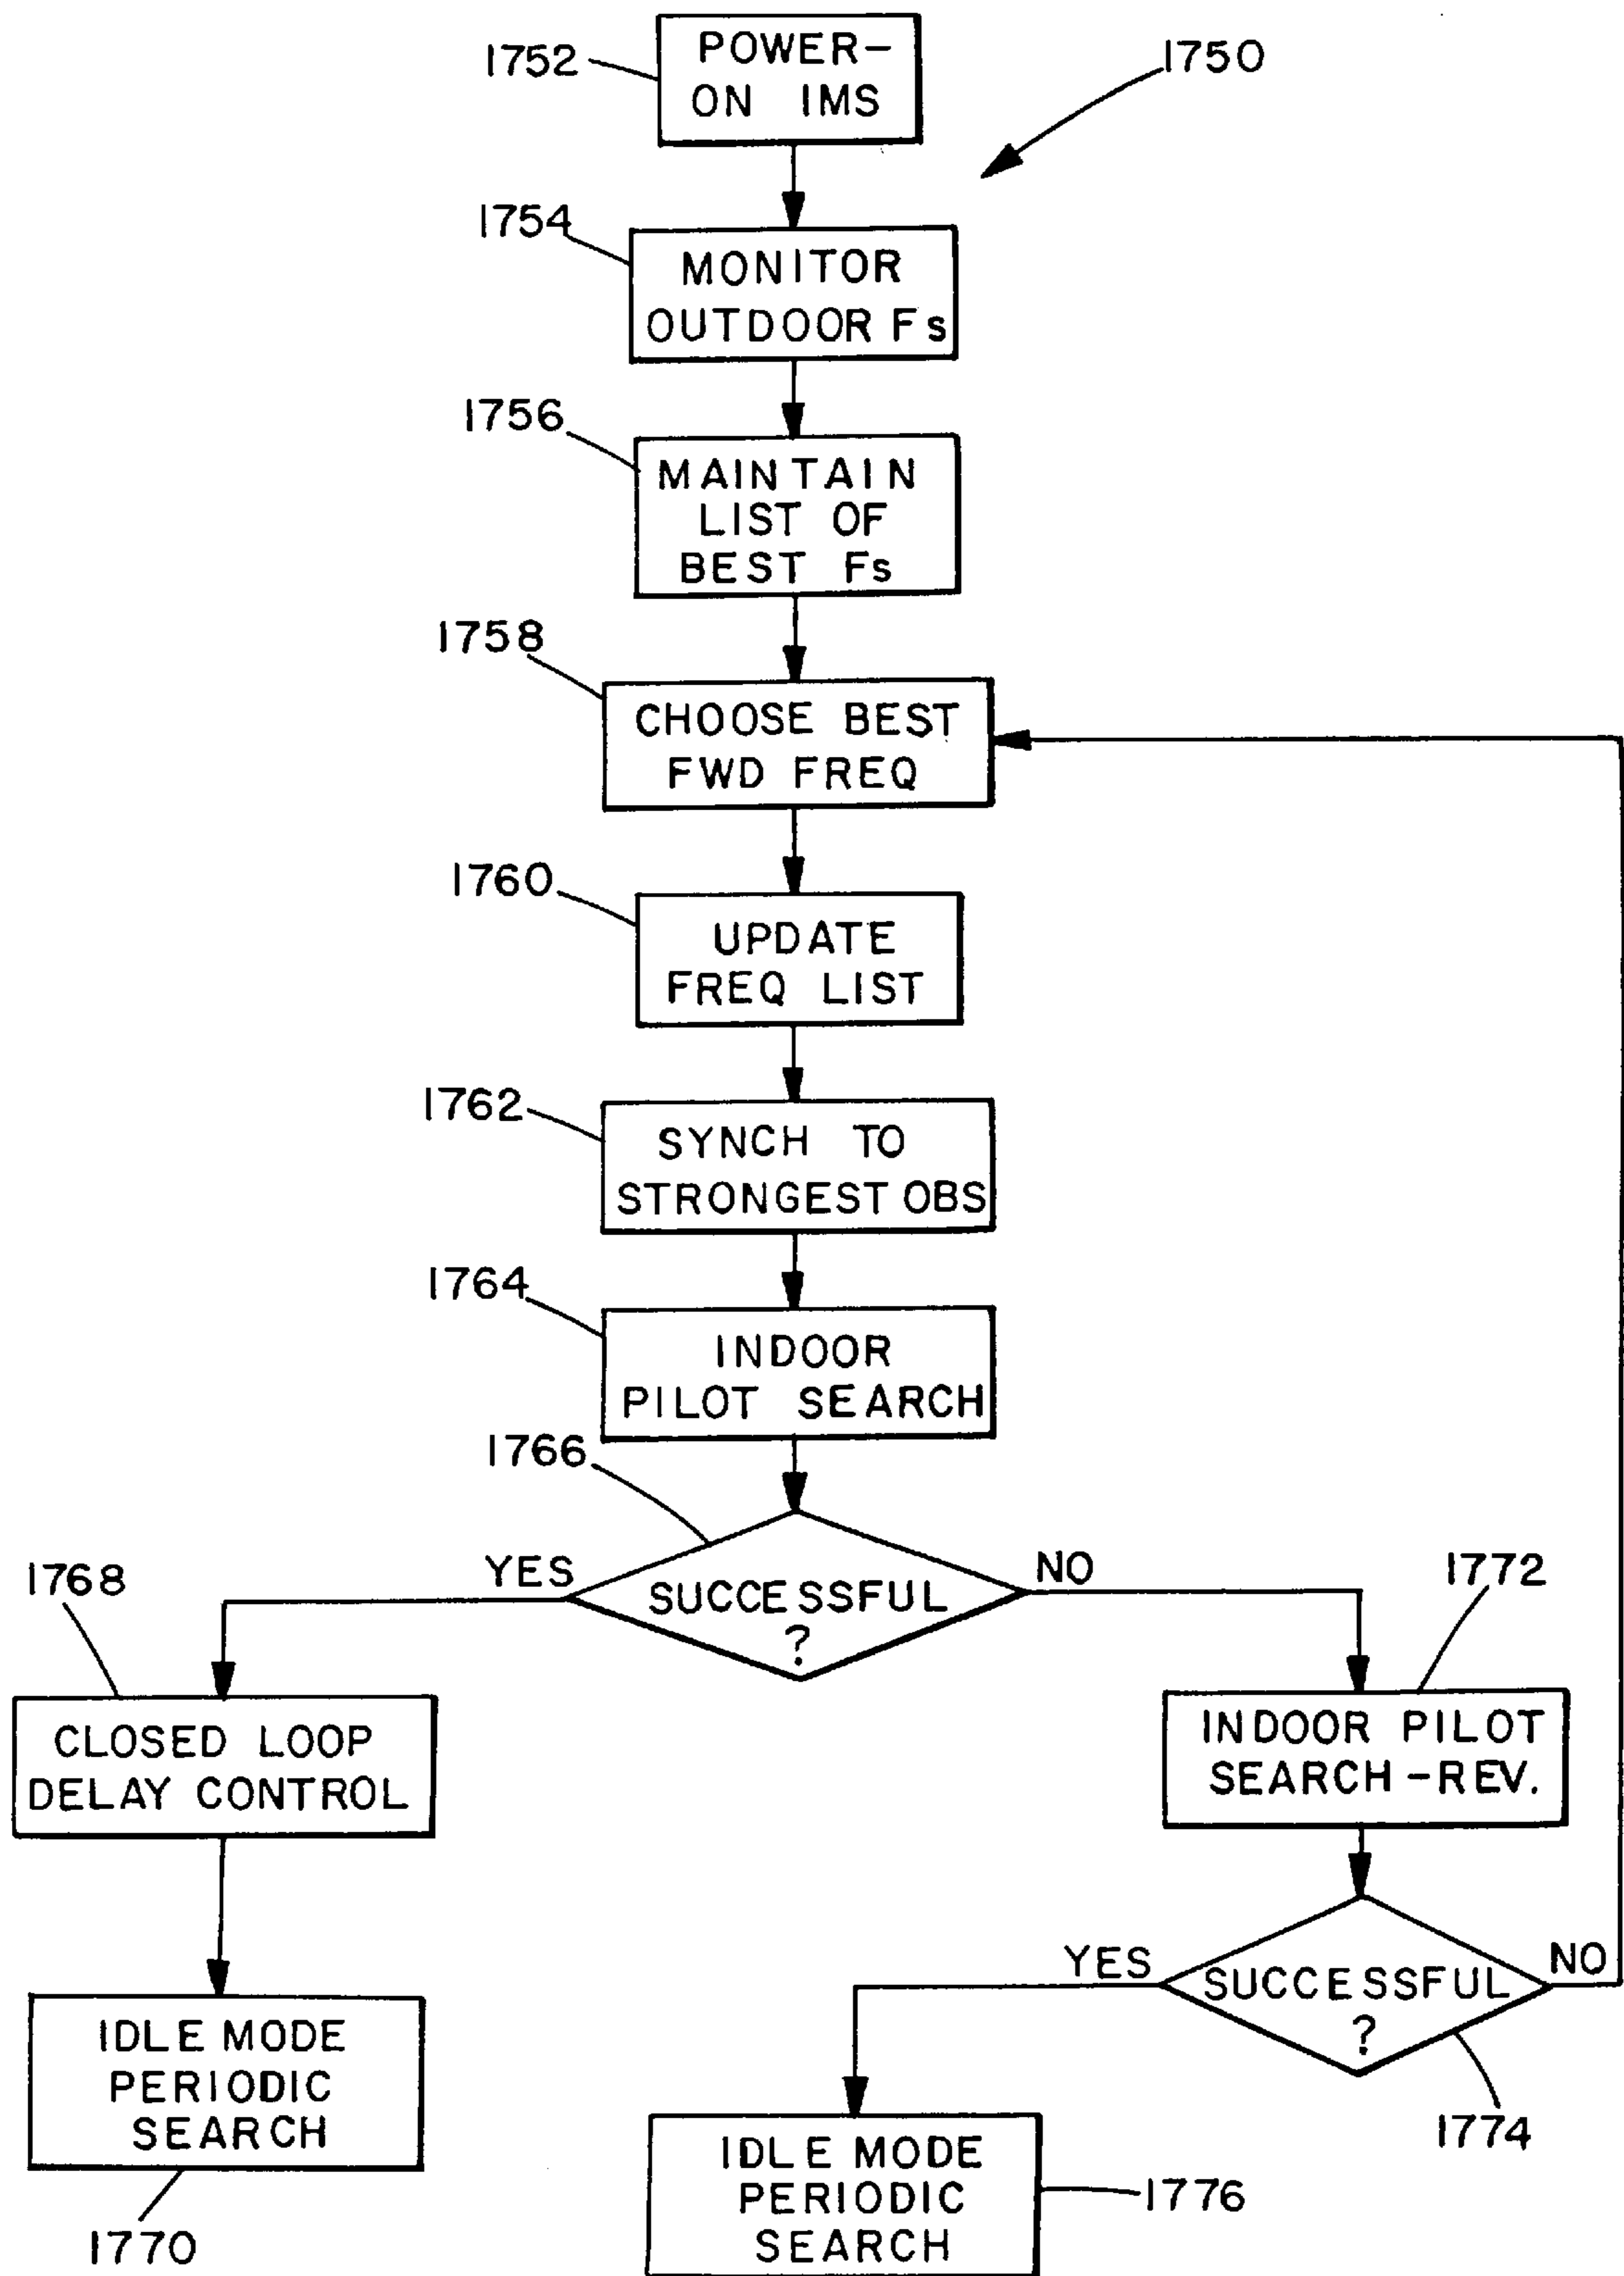 1752
POWER-
ON IMS
1750
1754
MONITOR
OUTDOOR Fs
1756
MAINTAIN
LIST OF
BEST Fs
1758
CHOOSE BEST
FWD FREQ
1760
UPDATE
FREQ LIST
1762
SYNCH TO
STRONGEST OBS
1764
INDOOR
PILOT SEARCH
1766
YES
SUCCESSFUL
?
NO
1768
CLOSED LOOP
DELAY CONTROL
1772
INDOOR PILOT
SEARCH-REV.
IDLE MODE
PERIODIC
SEARCH
1770
YES
SUCCESSFUL
?
NO
1774
IDLE MODE
PERIODIC
SEARCH
1776